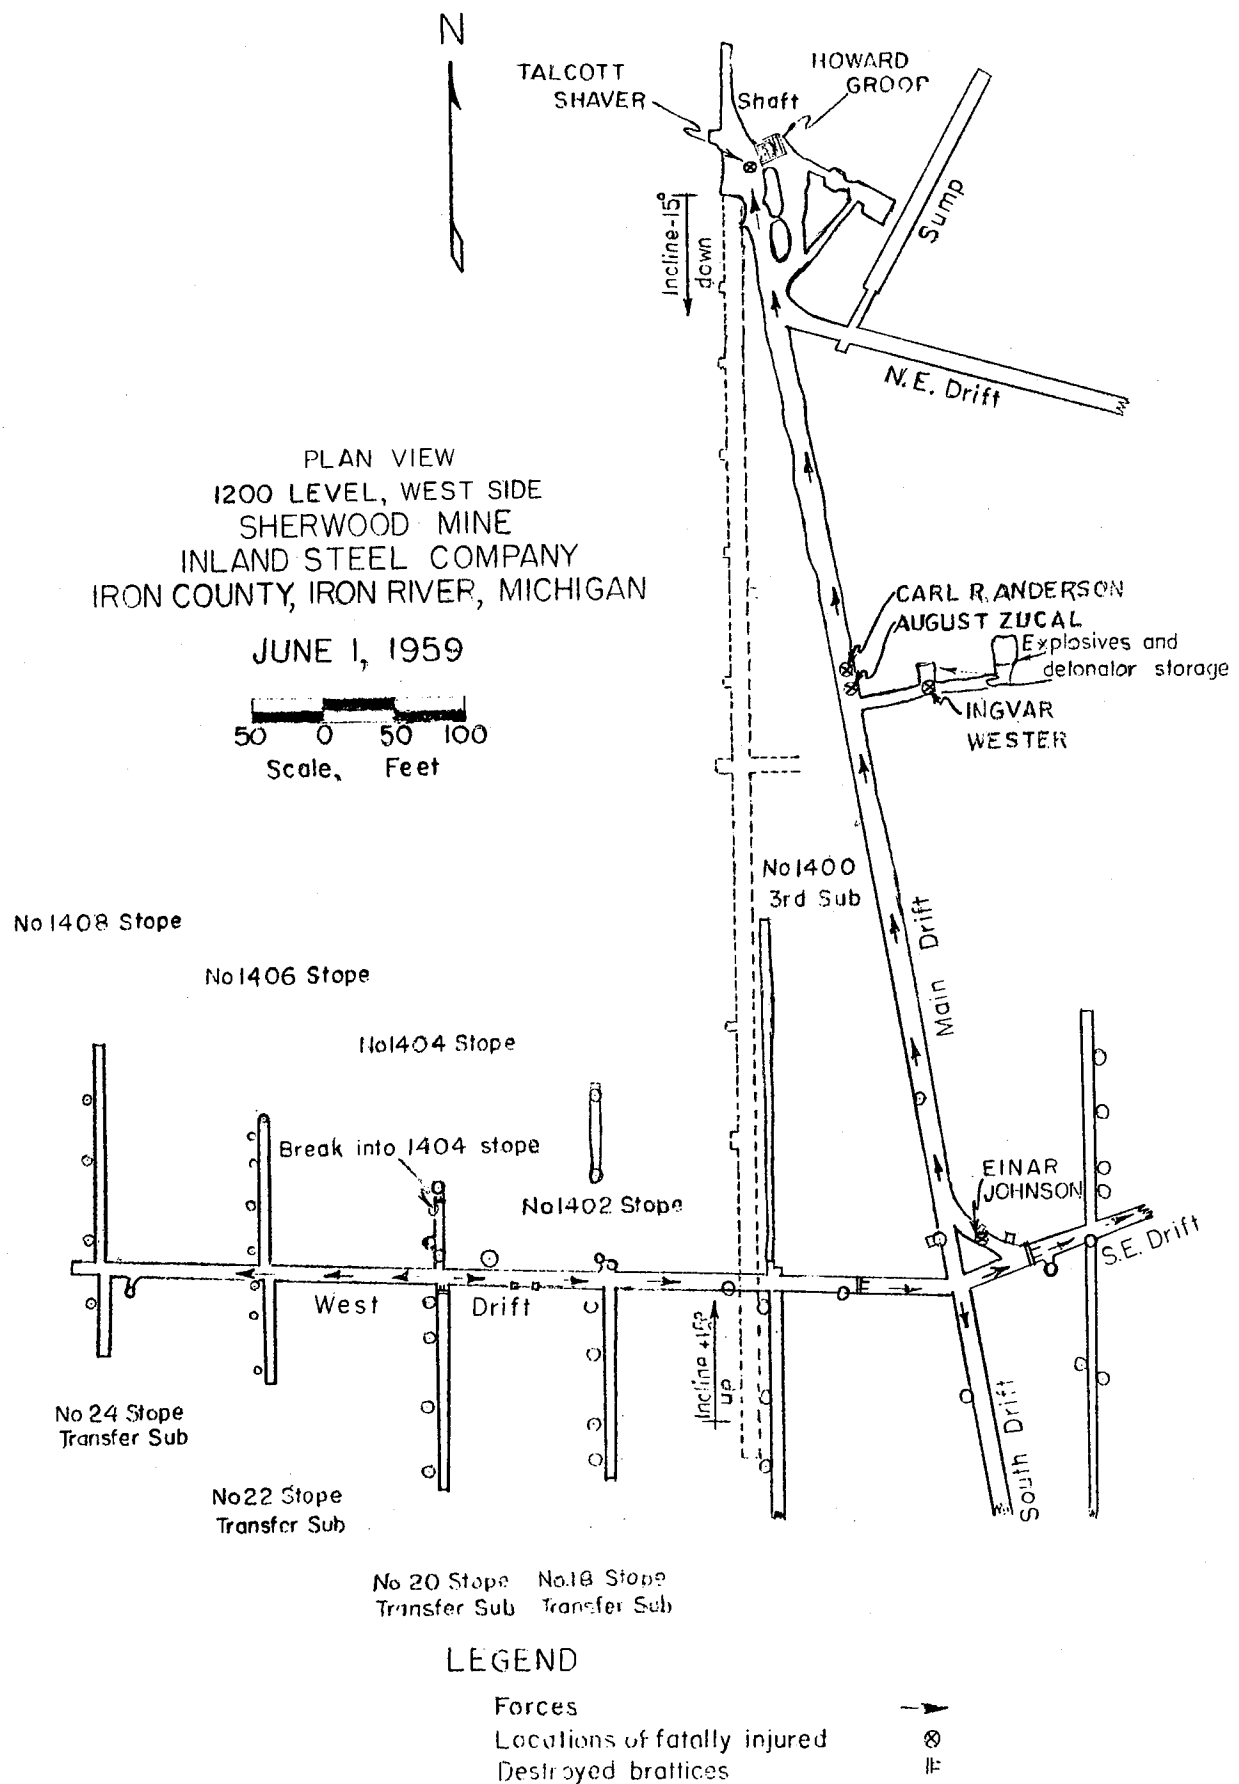 N
TALCOTT
SHAVER
HOWARD
GROOP
Shaft
Sump
Incline-15°
down
N.E. Drift
PLAN VIEW
1200 LEVEL, WEST SIDE
SHERWOOD MINE
INLAND STEEL COMPANY
IRON COUNTY, IRON RIVER, MICHIGAN
JUNE 1, 1959
50 0 50 100
Scale, Feet
CARL R. ANDERSON
AUGUST ZUCAL
Explosives and
detonator storage
INGVAR
WESTER
No 1400
3rd Sub
Main Drift
No 1408 Stope
No 1406 Stope
No 1404 Stope
Break into 1404 stope
No 1402 Stope
EINAR
JOHNSON
S.E. Drift
West Drift
Incline +15°
up
South Drift
No 24 Stope
Transfer Sub
No 22 Stope
Transfer Sub
No 20 Stope
Transfer Sub
No.18 Stope
Transfer Sub
LEGEND
Forces
Locations of fatally injured
Destroyed brattices